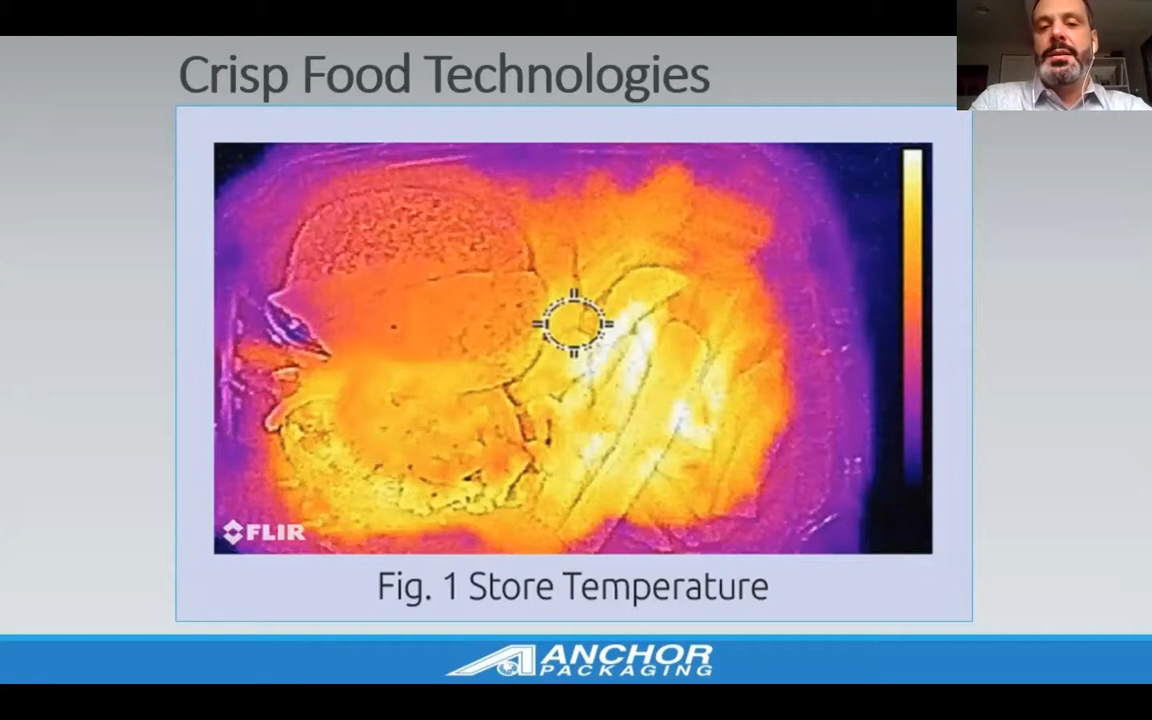 Crisp Food Technologies
FLIR
Fig. 1 Store Temperature
ANCHOR
PACKAGING